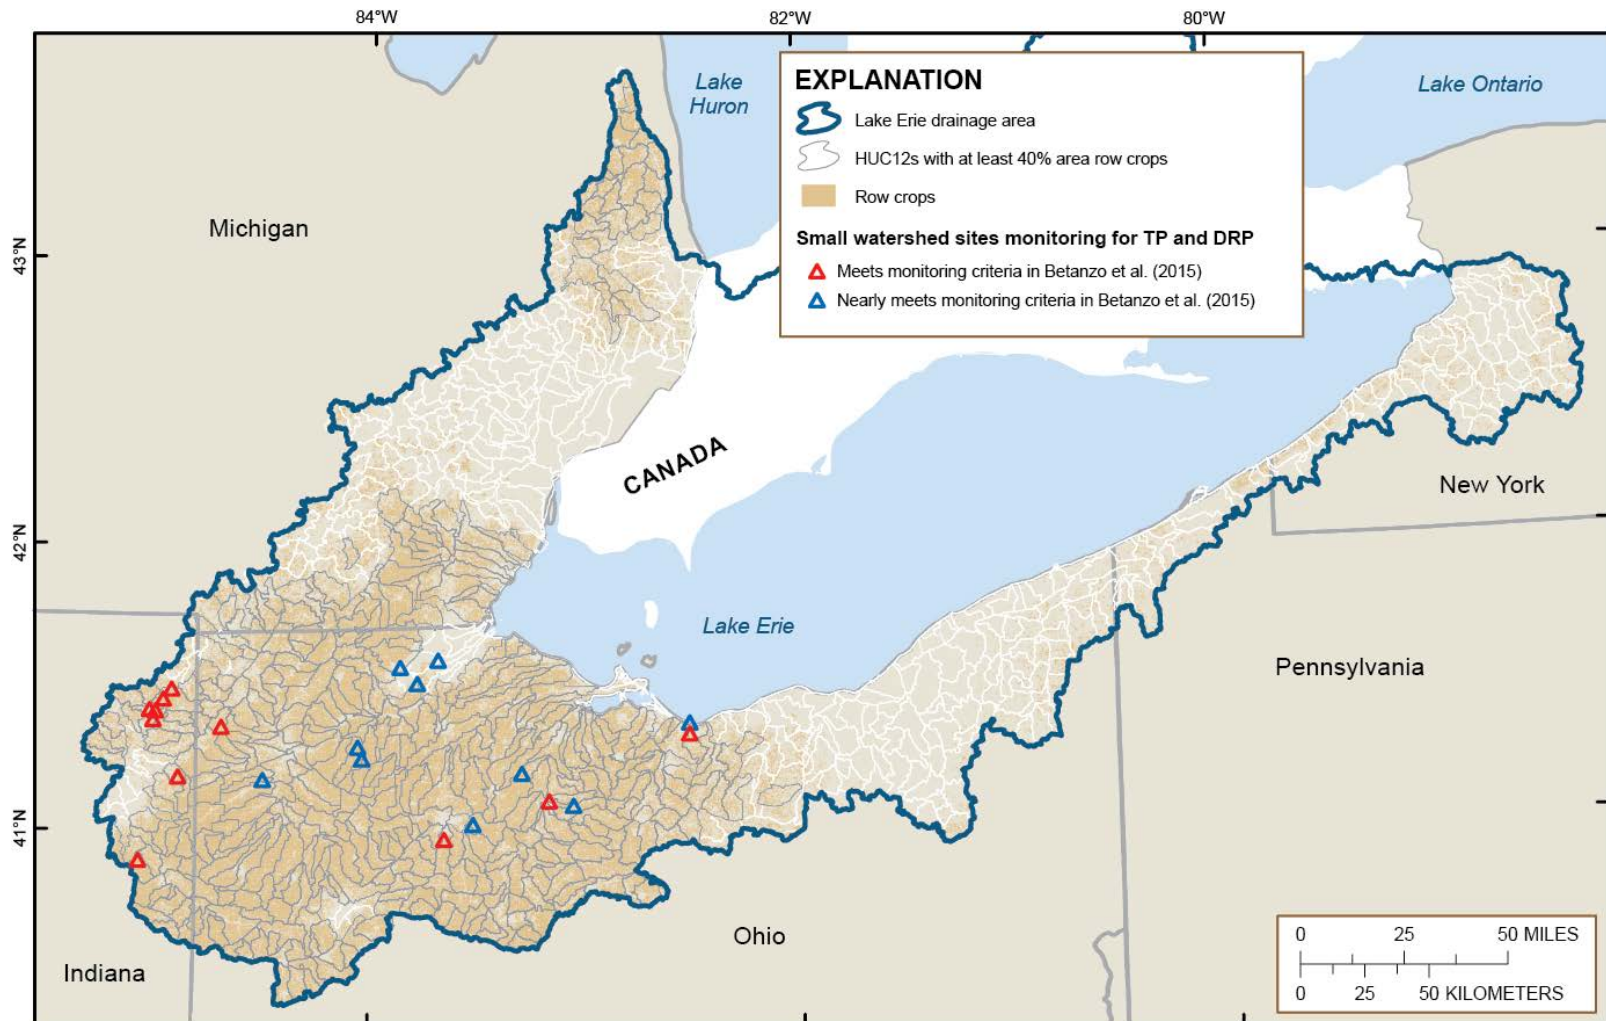 84°W
82°W
80°W
Lake
Huron
Lake Ontario
EXPLANATION
Lake Erie drainage area
HUC12s with at least 40% area row crops
Row crops
Small watershed sites monitoring for TP and DRP
Meets monitoring criteria in Betanzo et al. (2015)
Nearly meets monitoring criteria in Betanzo et al. (2015)
Michigan
43°N
CANADA
New York
42°N
Lake Erie
Pennsylvania
41°N
Ohio
Indiana
0 25 50 MILES
0 25 50 KILOMETERS